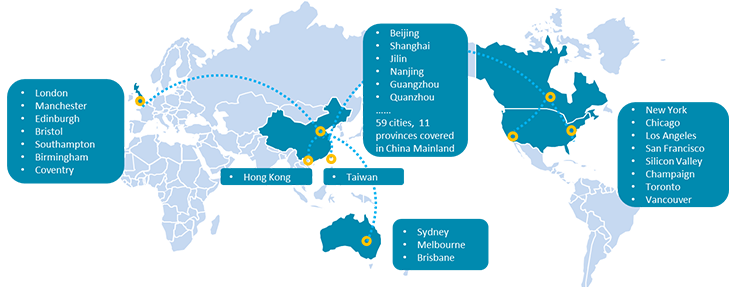 • London
• Manchester
• Edinburgh
• Bristol
• Southampton
• Birmingham
• Coventry
• Beijing
• Shanghai
• Jilin
• Nanjing
• Guangzhou
• Quanzhou
......
59 cities, 11
provinces covered
in China Mainland
• Hong Kong
• Taiwan
• Sydney
• Melbourne
• Brisbane
• New York
• Chicago
• Los Angeles
• San Francisco
• Silicon Valley
• Champaign
• Toronto
• Vancouver